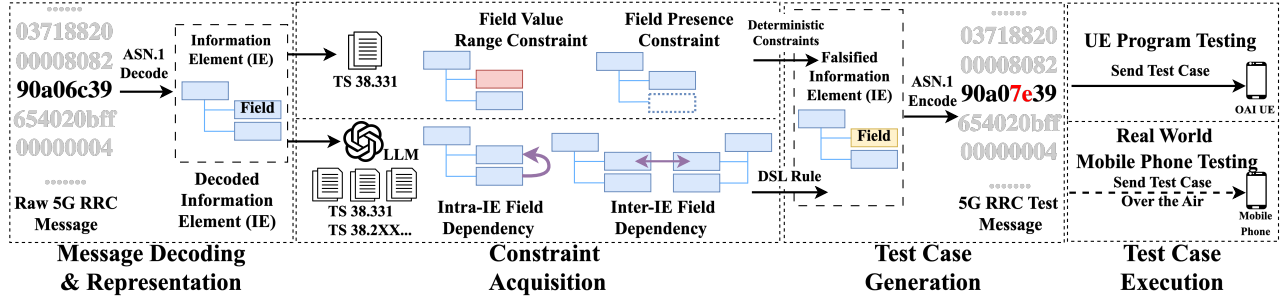 03718820
00008082
90a06c39
654020bff
00000004
Raw 5G RRC
Message
ASN.1
Decode
Information
Element (IE)
Field
Decoded
Information
Element (IE)
Message Decoding
& Representation
TS 38.331
Field Value
Range Constraint
Field Presence
Constraint
LLM
TS 38.331
TS 38.2XX...
Intra-IE Field
Dependency
Inter-IE Field
Dependency
Constraint
Acquisition
Deterministic
Constraints
DSL Rule
Falsified
Information
Element (IE)
Field
ASN.1
Encode
03718820
00008082
90a07e39
654020bff
00000004
5G RRC Test
Message
Test Case
Generation
UE Program Testing
Send Test Case
OAI UE
Real World
Mobile Phone Testing
Send Test Case
Over the Air
Mobile
Phone
Test Case
Execution